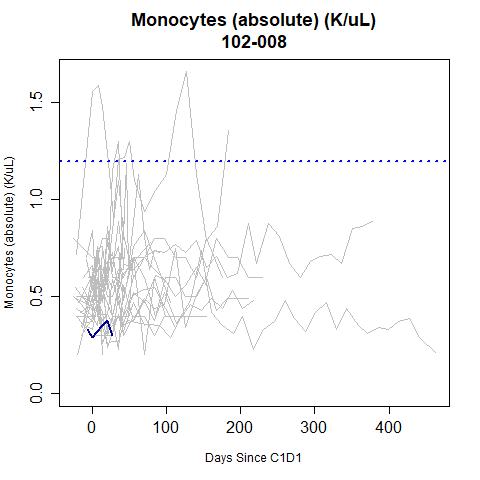 Monocytes (absolute) (K/uL)
102-008
Monocytes (absolute) (K/uL)
1.5
1.0
0.5
0.0
0 100 200 300 400
Days Since C1D1